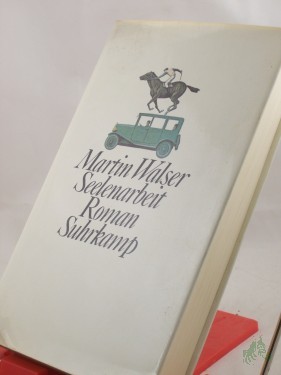 Martin Walser
Seelenarbeit
Roman
Suhrkamp